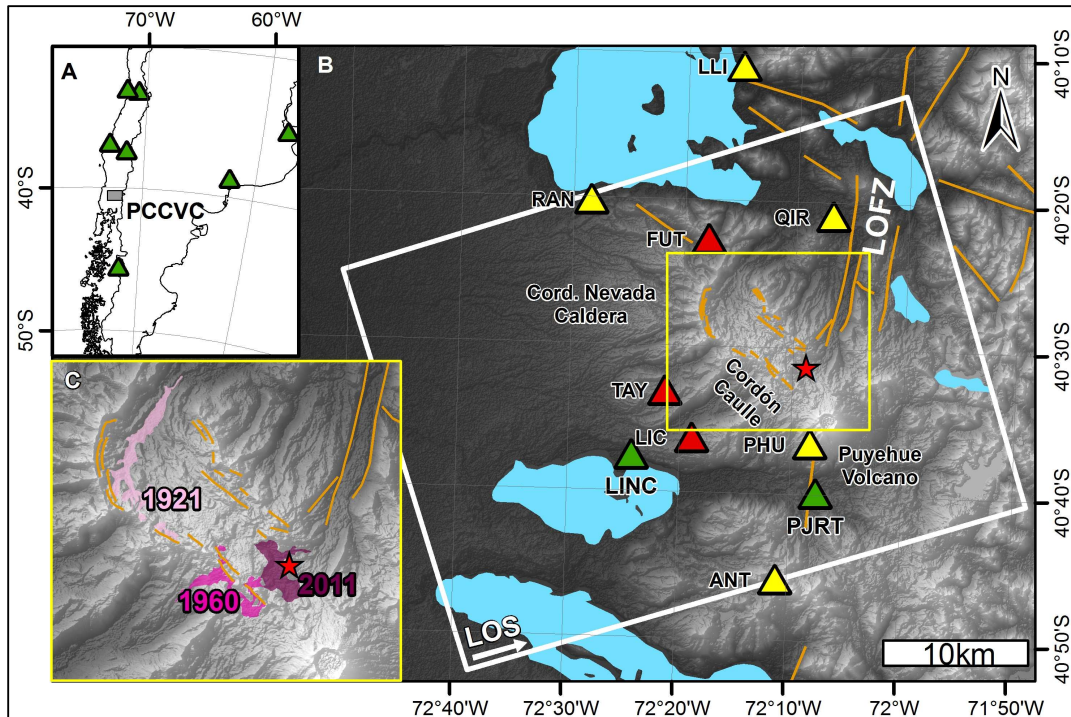 70°W
60°W
A
40°S
PCCVC
50°S
B
LLI
N
RAN
QIR
LOFZ
FUT
Cord. Nevada
Caldera
TAY
Cordón
Caulle
LIC
PHU
LINC
Puyehue
Volcano
PJRT
ANT
LOS
10km
40°10'S
40°20'S
40°30'S
40°40'S
40°50'S
C
1921
1960
2011
72°40'W
72°30'W
72°20'W
72°10'W
72°0'W
71°50'W